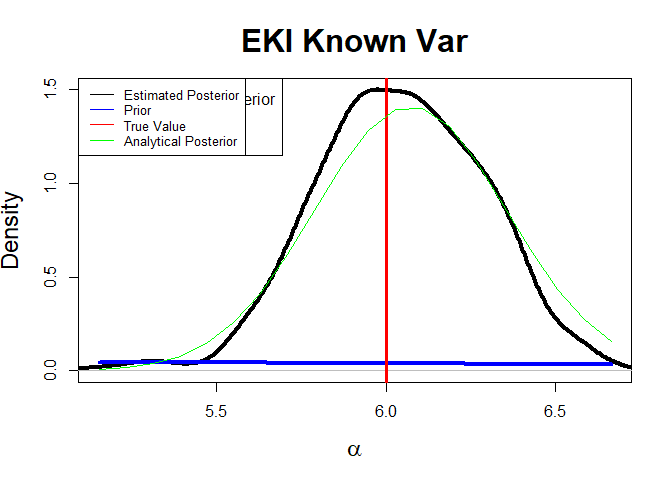 EKI Known Var
Estimated Posterior
erior
Prior
True Value
Analytical Posterior
Density
0.0
0.5
1.0
1.5
5.5
6.0
6.5
α